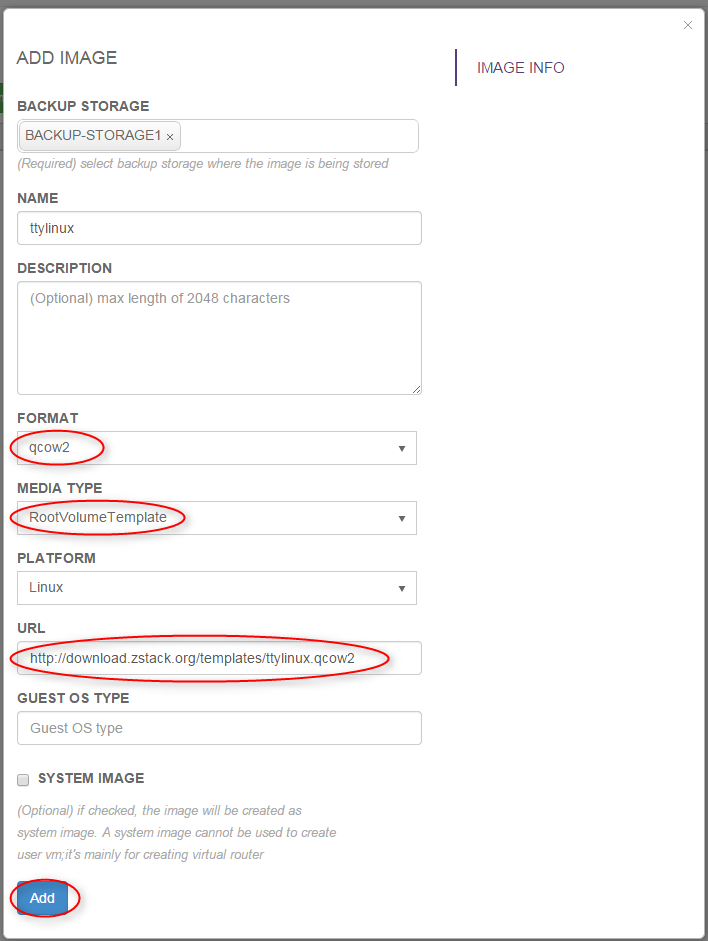 ×
ADD IMAGE
IMAGE INFO
BACKUP STORAGE
BACKUP-STORAGE1 ×
(Required) select backup storage where the image is being stored
NAME
ttylinux
DESCRIPTION
(Optional) max length of 2048 characters
FORMAT
qcow2
MEDIA TYPE
RootVolumeTemplate
PLATFORM
Linux
URL
http://download.zstack.org/templates/ttylinux.qcow2
GUEST OS TYPE
Guest OS type
SYSTEM IMAGE
(Optional) if checked, the image will be created as
system image. A system image cannot be used to create
user vm;it's mainly for creating virtual router
Add